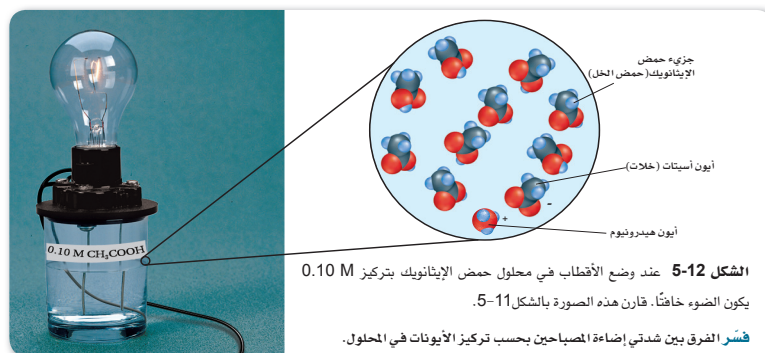 جزيء حمض
الإيثانويك(حمض الخل)
أيون أسيتات (خلات)
-
+
أيون هيدرونيوم
0.10 M CH₃COOH
الشكل 12-5 عند وضع الأقطاب في محلول حمض الإيثانويك بتركيز 0.10 M
يكون الضوء خافتًا. قارن هذه الصورة بالشكل11-5.
فسّر الفرق بين شدتي إضاءة المصباحين بحسب تركيز الأيونات في المحلول.